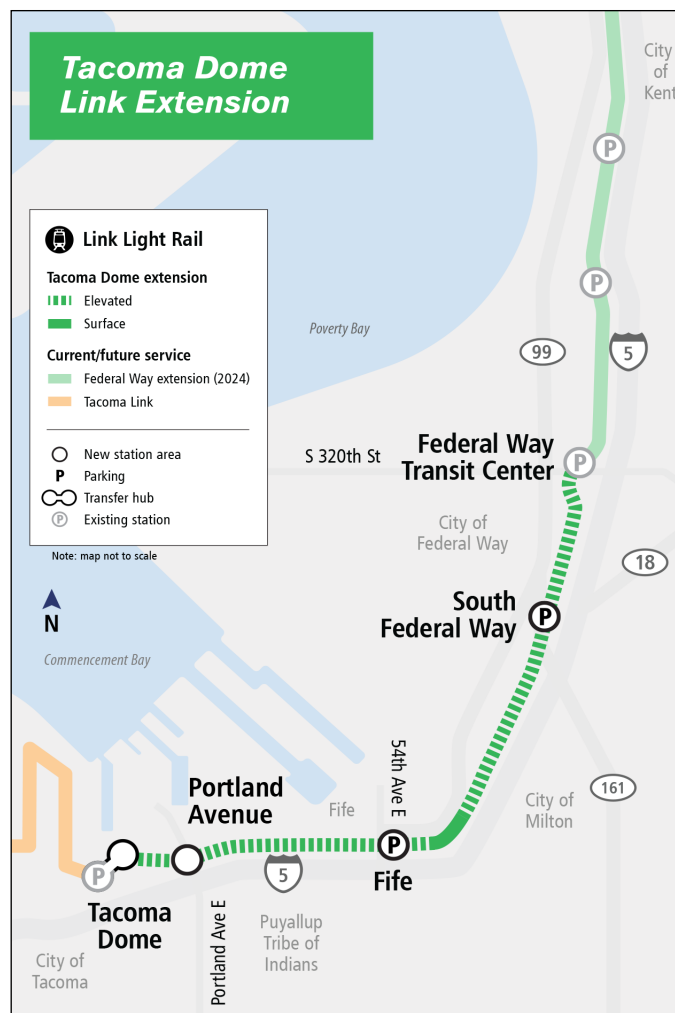 Tacoma Dome
Link Extension
City
of
Kent
P
Link Light Rail
Tacoma Dome extension
Elevated
Surface
Current/future service
Federal Way extension (2024)
Tacoma Link
New station area
P Parking
Transfer hub
P Existing station
Note: map not to scale
P
Poverty Bay
99
5
S 320th St
Federal Way
Transit Center
P
City of
Federal Way
18
South
Federal Way
P
N
Commencement Bay
54th Ave E
Portland
Avenue
Fife
City of
Milton
161
P
Fife
5
P
Tacoma
Dome
Portland Ave E
Puyallup
Tribe of
Indians
City of
Tacoma